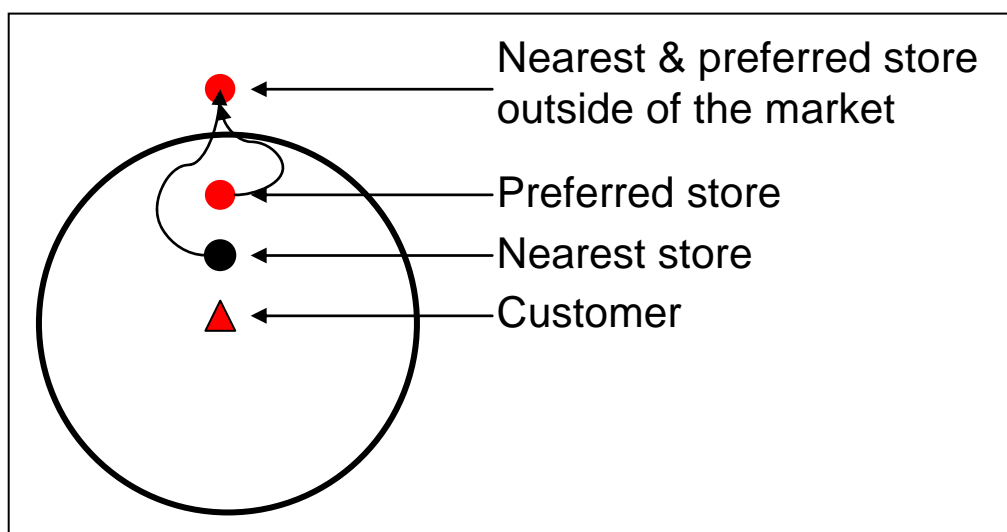 Nearest & preferred store
outside of the market
Preferred store
Nearest store
Customer